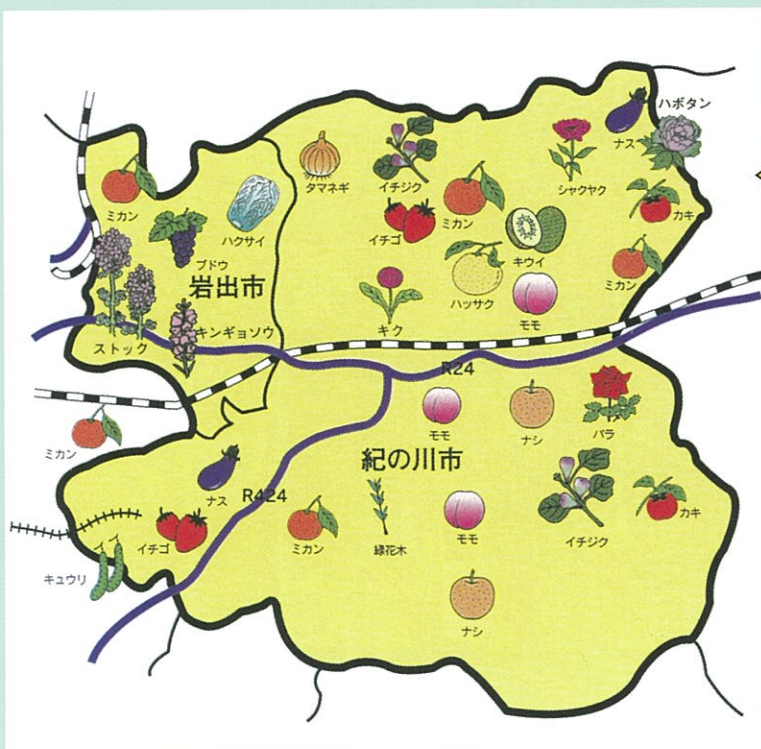 ハボタン
ナス
シャクヤク
タマネギ
イチジク
ミカン
ミカン
カキ
イチゴ
キウイ
ハクサイ
ブドウ
ミカン
岩出市
ハッサク
モモ
キク
キンギョソウ
ストック
R24
モモ
ナシ
バラ
ミカン
紀の川市
ナス
R424
イチゴ
ミカン
緑花木
モモ
イチジク
カキ
キュウリ
ナシ